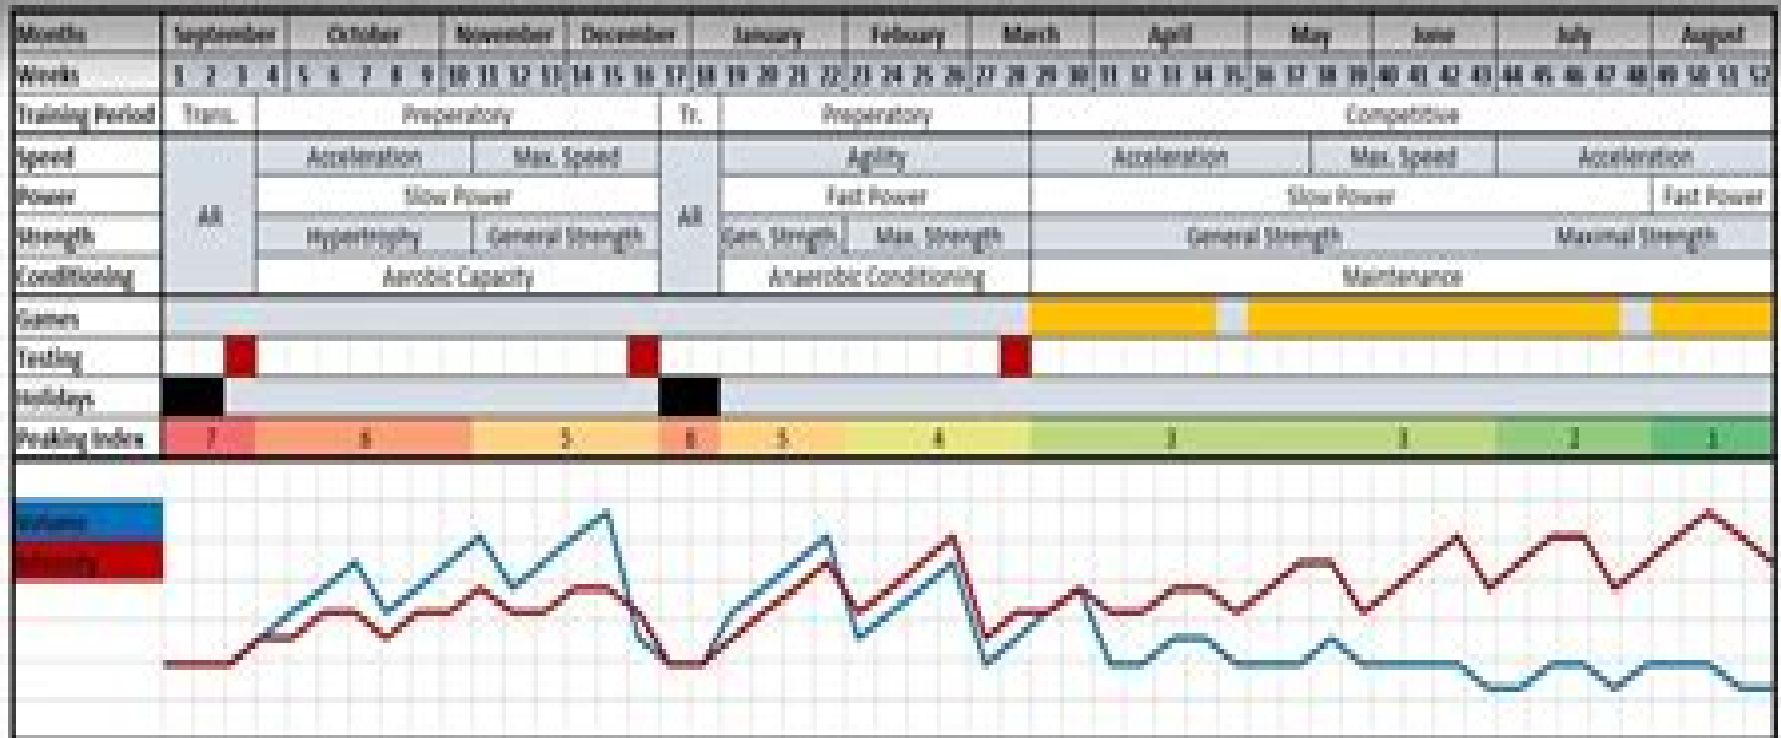 Months September October November December January Febuary March April May June July August
Weeks 1 2 3 4 5 6 7 8 9 10 11 12 13 14 15 16 17 18 19 20 21 22 23 24 25 26 27 28 29 30 31 32 33 34 35 36 37 38 39 40 41 42 43 44 45 46 47 48 49 50 51 52
Training Period Trans. Preperatory Tr. Preperatory Competitive
Speed Acceleration Max. Speed Agility Acceleration Max. Speed Acceleration
Power Slow Power Fast Power Slow Power Fast Power
All All
Strength Hypertrophy General Strength Gen. Strngth. Max. Strength General Strength Maximal Strength
Conditioning Aerobic Capacity Anaerobic Conditioning Maintenance
Games
Testing
Holidays
Peaking Index 7 6 5 6 5 4 3 3 2 1
Volume
Intensity